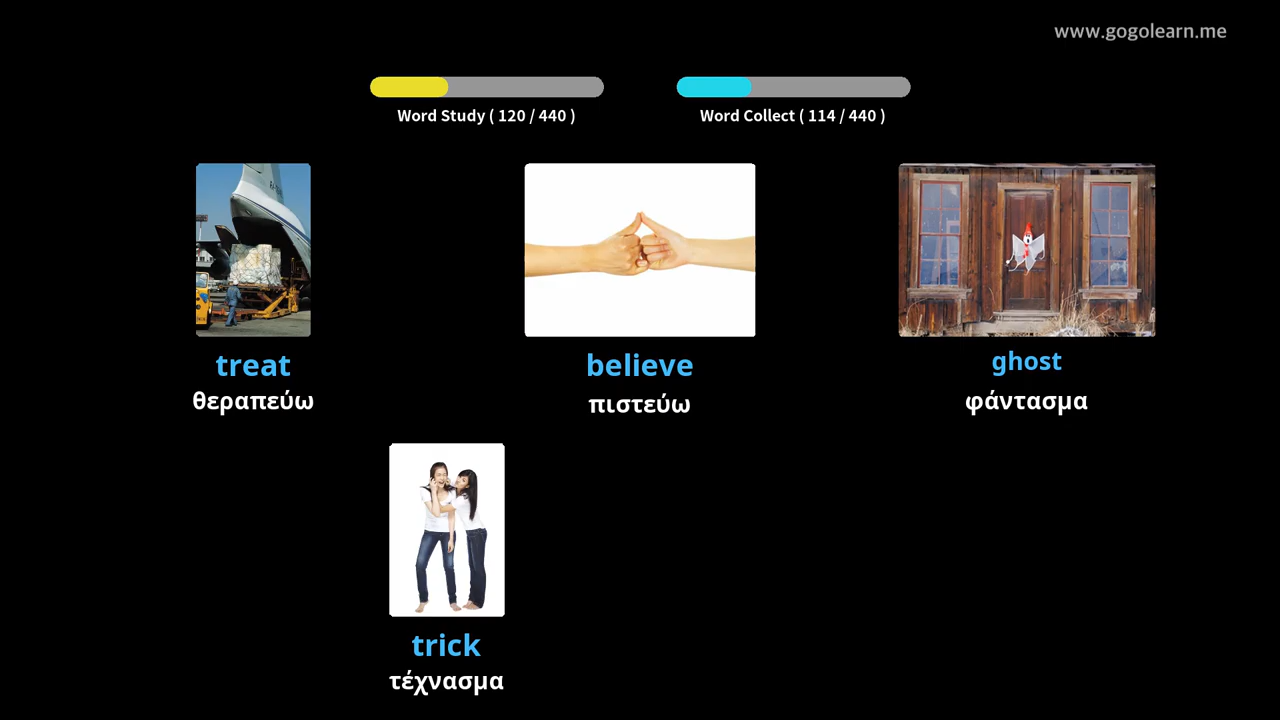 www.gogolearn.me
Word Study ( 120 / 440 )
Word Collect ( 114 / 440 )
treat
θεραπεύω
believe
πιστεύω
ghost
φάντασμα
trick
τέχνασμα